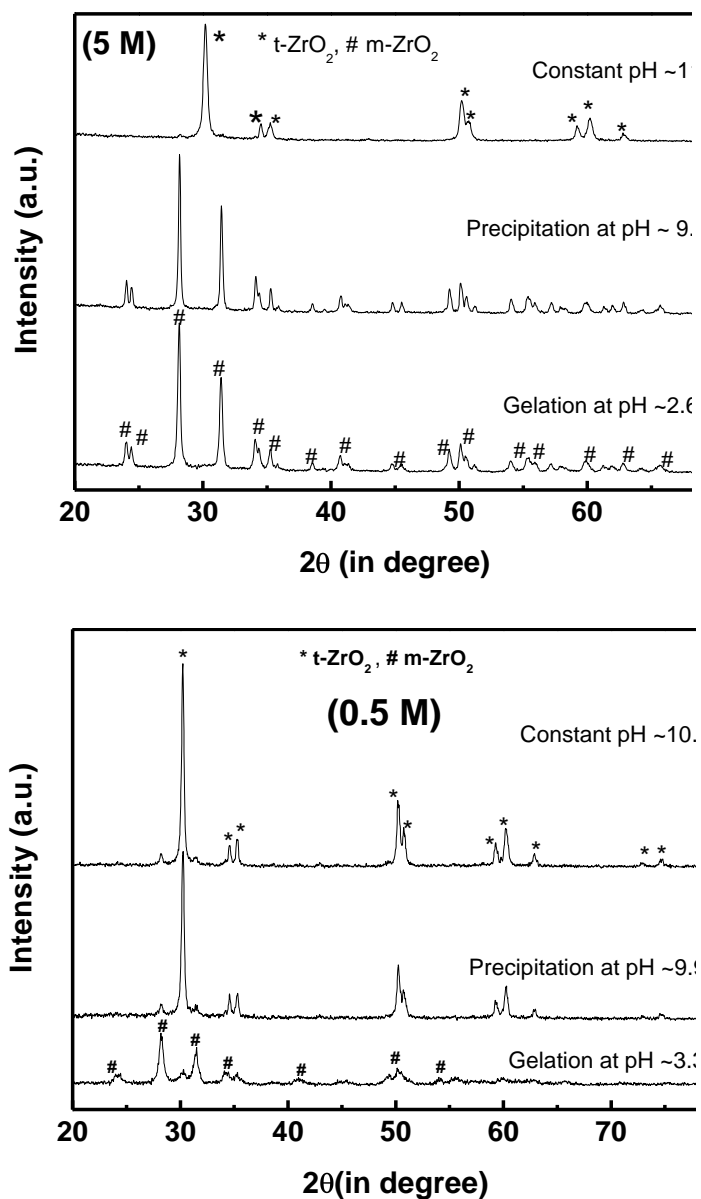 (5 M)
* t-ZrO2, # m-ZrO2
Constant pH ~1
Precipitation at pH ~ 9.
Gelation at pH ~2.6
Intensity (a.u.)
20 30 40 50 60
2θ (in degree)
* t-ZrO2, # m-ZrO2
(0.5 M)
Constant pH ~10.
Precipitation at pH ~9.9
Gelation at pH ~3.3
Intensity (a.u.)
20 30 40 50 60 70
2θ(in degree)